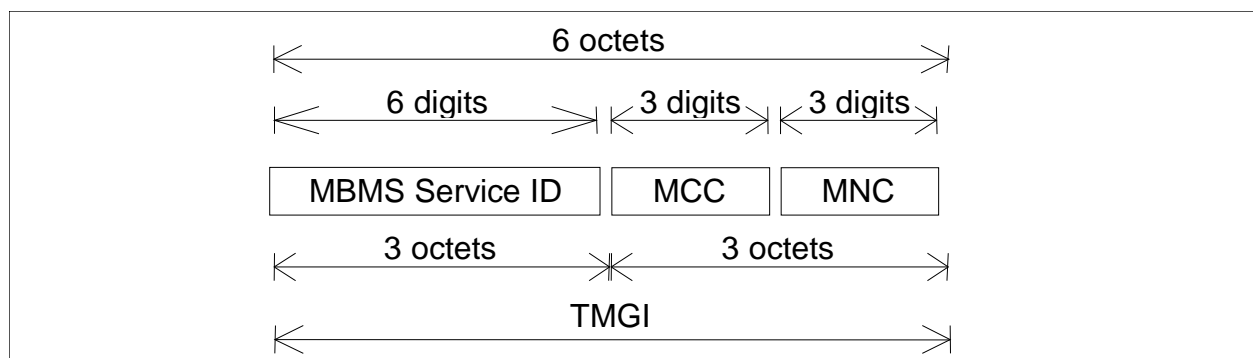 6 octets
6 digits 3 digits 3 digits
MBMS Service ID MCC MNC
3 octets 3 octets
TMGI